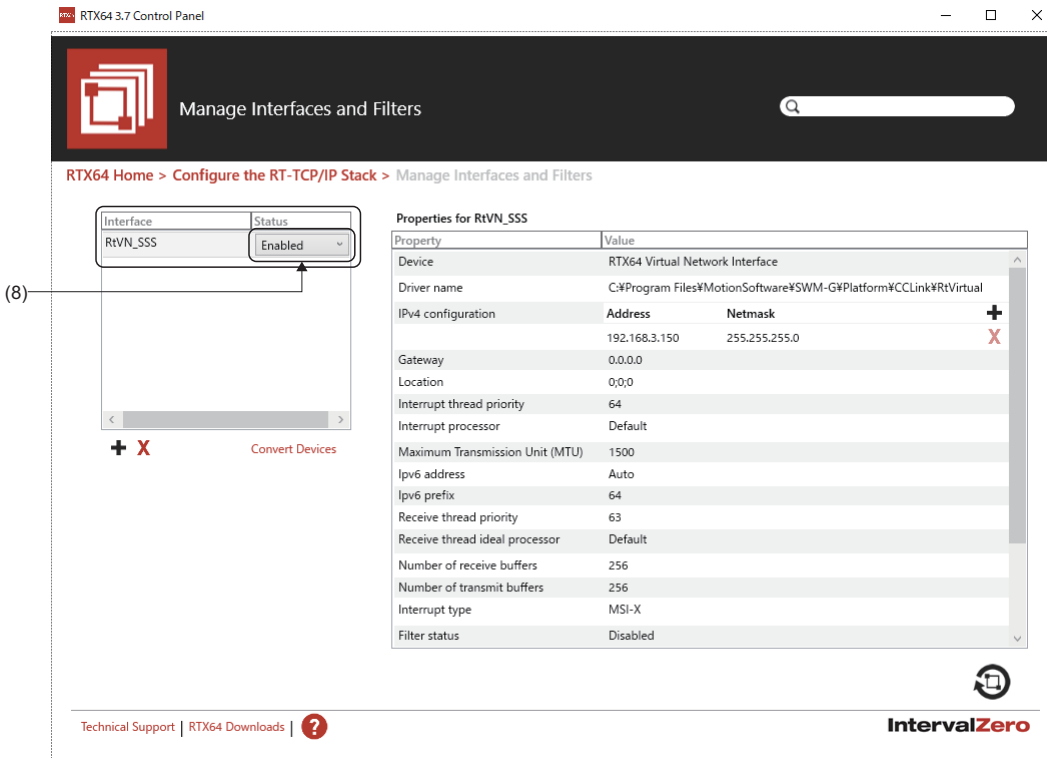 RTX64 3.7 Control Panel
Manage Interfaces and Filters
RTX64 Home > Configure the RT-TCP/IP Stack > Manage Interfaces and Filters
Interface Status
RtVN_SSS Enabled
(8)
Convert Devices
Properties for RtVN_SSS
Property Value
Device RTX64 Virtual Network Interface
Driver name C:¥Program Files¥MotionSoftware¥SWM-G¥Platform¥CCLink¥RtVirtual
IPv4 configuration Address Netmask
192.168.3.150 255.255.255.0
Gateway 0.0.0.0
Location 0;0;0
Interrupt thread priority 64
Interrupt processor Default
Maximum Transmission Unit (MTU) 1500
Ipv6 address Auto
Ipv6 prefix 64
Receive thread priority 63
Receive thread ideal processor Default
Number of receive buffers 256
Number of transmit buffers 256
Interrupt type MSI-X
Filter status Disabled
Technical Support | RTX64 Downloads | ?
IntervalZero